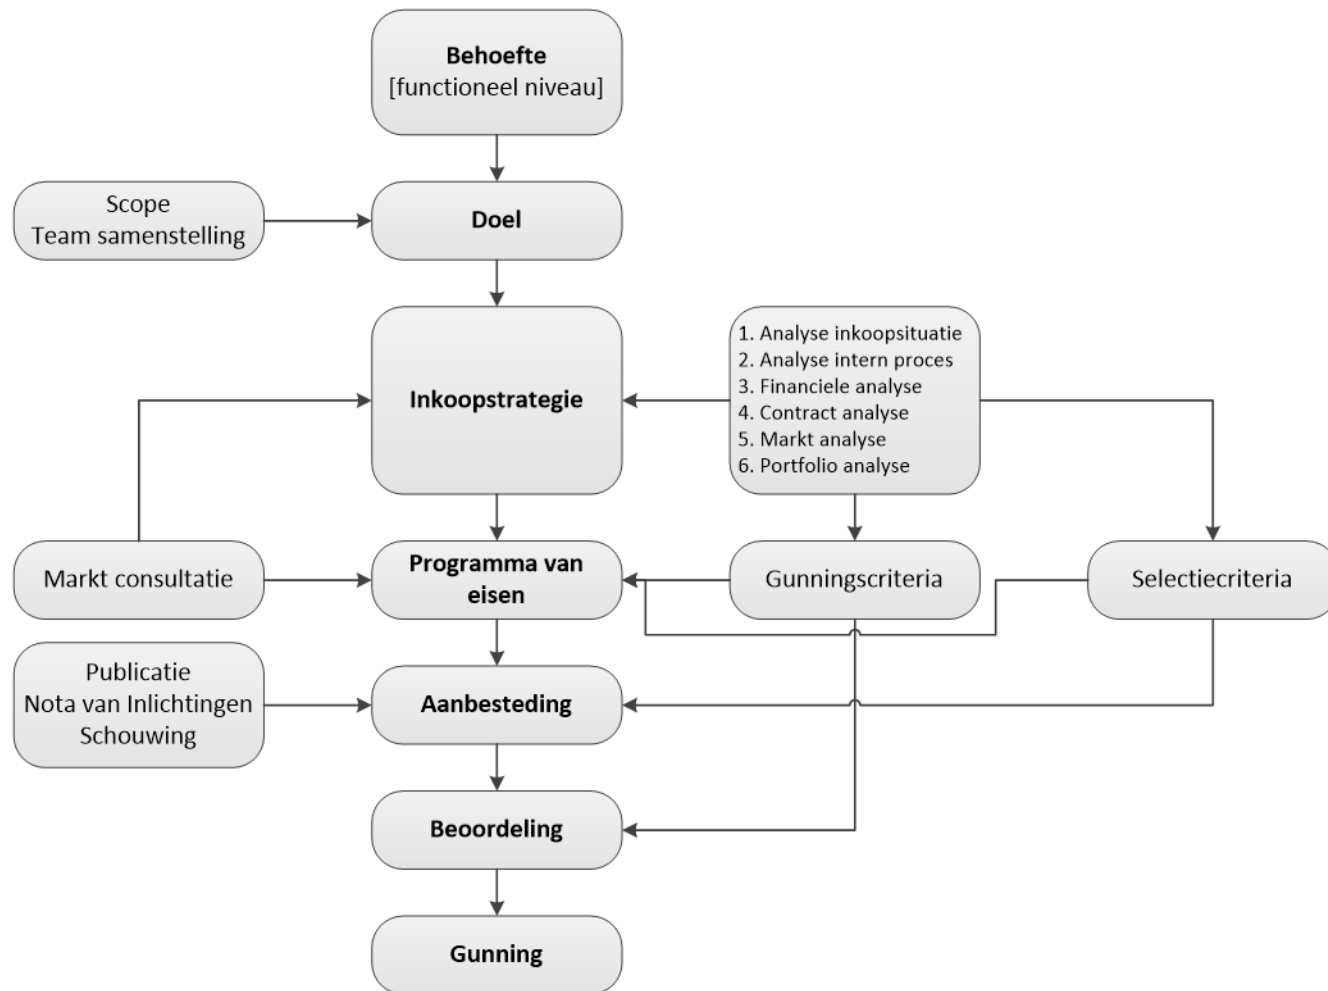 Behoefte
[functioneel niveau]
Scope
Team samenstelling
Doel
Inkoopstrategie
1. Analyse inkoopsituatie
2. Analyse intern proces
3. Financiele analyse
4. Contract analyse
5. Markt analyse
6. Portfolio analyse
Markt consultatie
Programma van
eisen
Gunningscriteria
Selectiecriteria
Publicatie
Nota van Inlichtingen
Schouwing
Aanbesteding
Beoordeling
Gunning